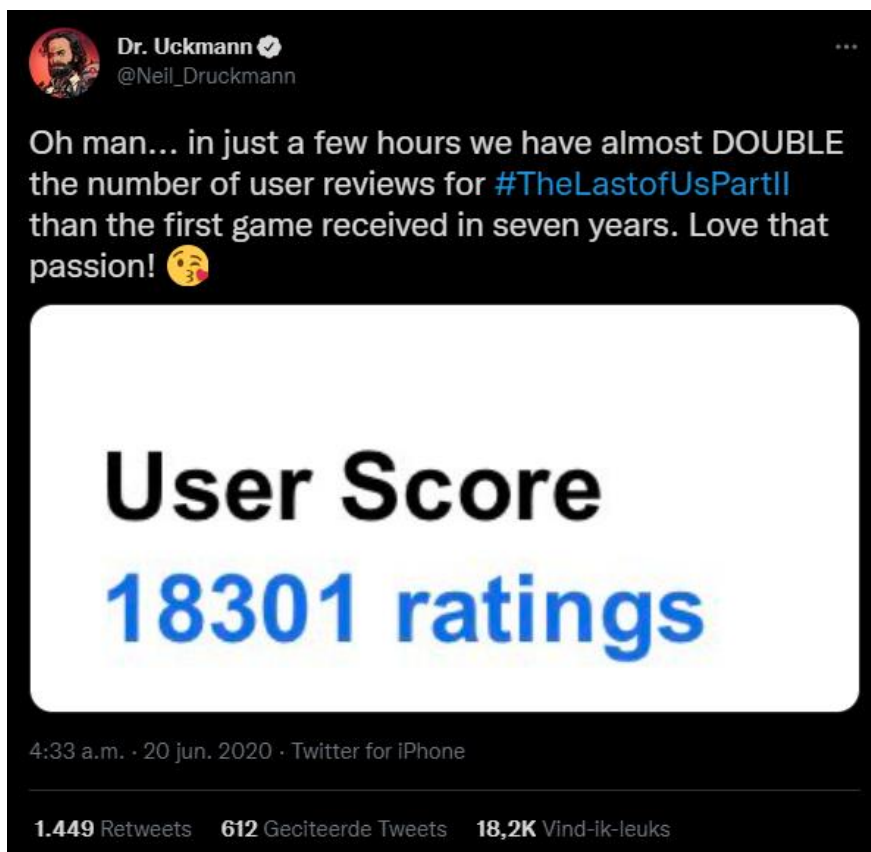 Dr. Uckmann
@Neil_Druckmann
Oh man... in just a few hours we have almost DOUBLE
the number of user reviews for #TheLastofUsPartII
than the first game received in seven years. Love that
passion! 😘
User Score
18301 ratings
4:33 a.m. · 20 jun. 2020 · Twitter for iPhone
1.449 Retweets 612 Geciteerde Tweets 18,2K Vind-ik-leuks